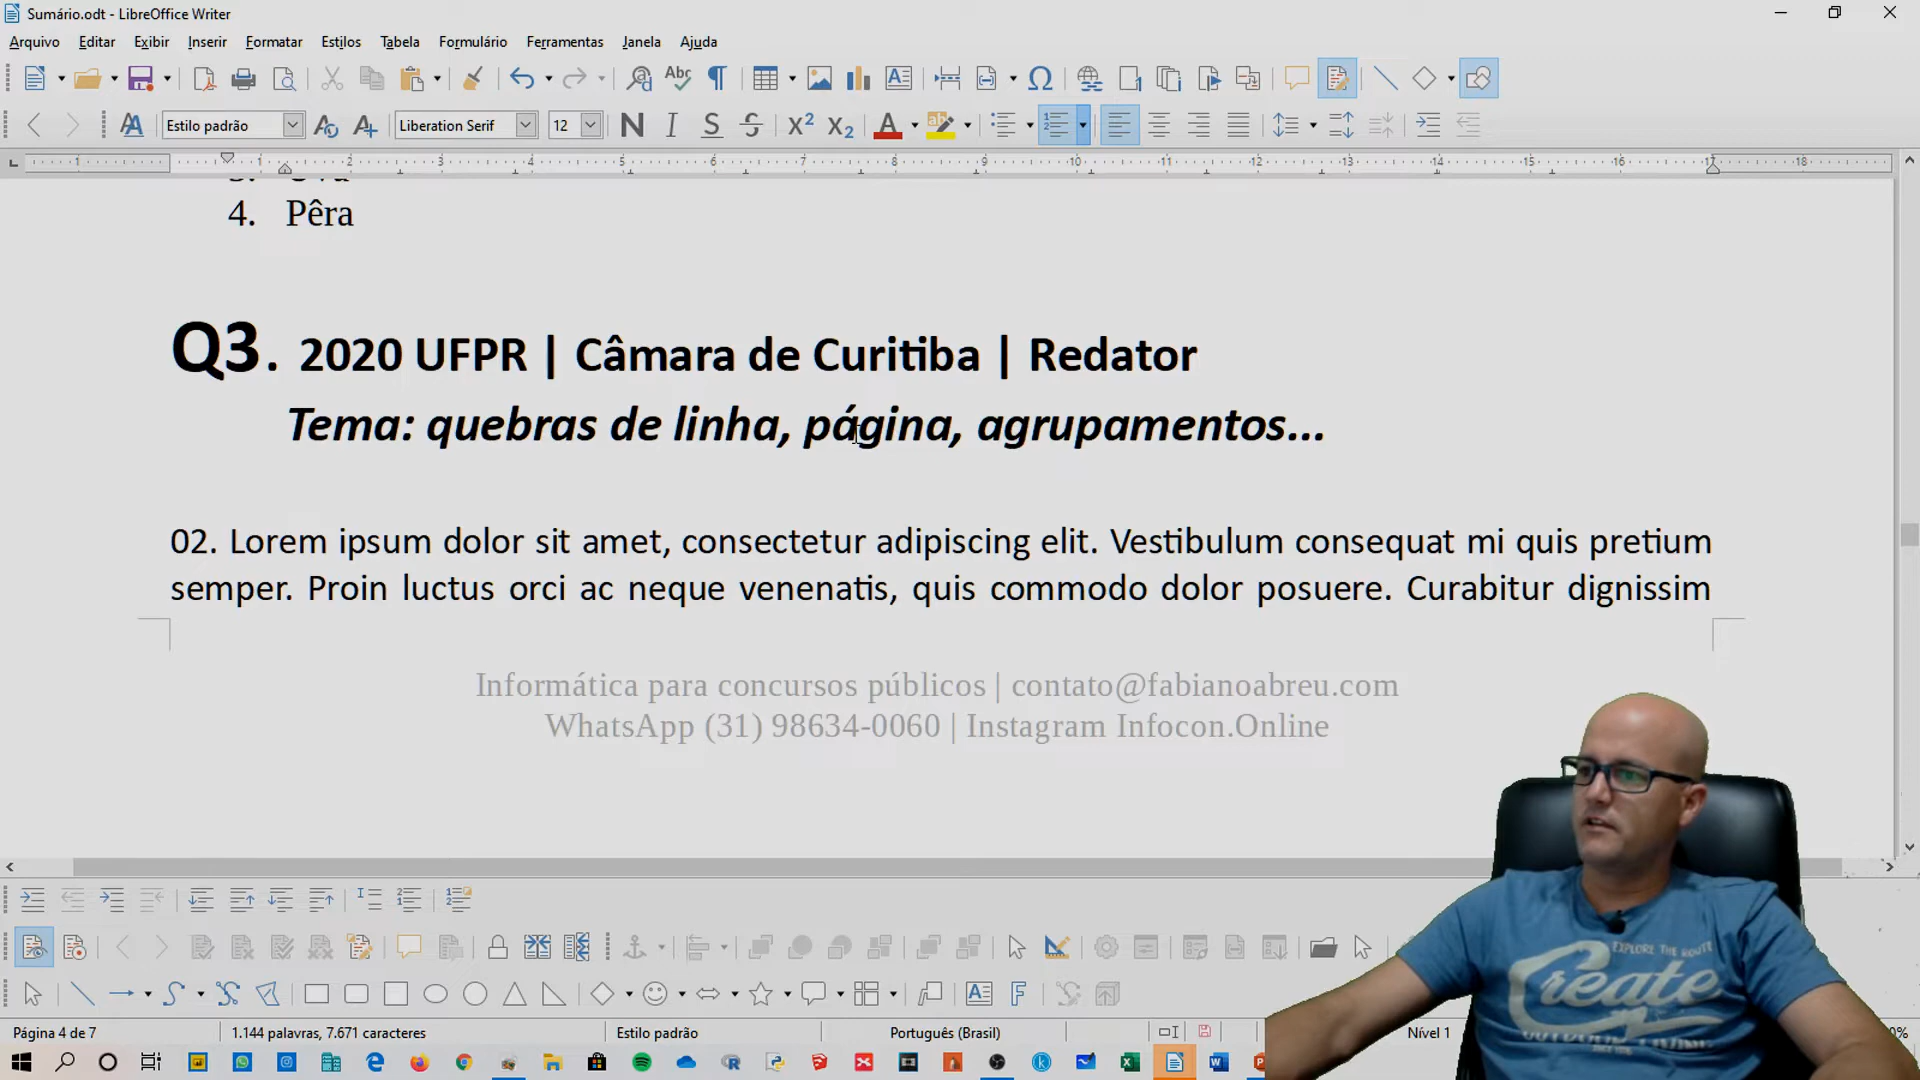 Sumário.odt - LibreOffice Writer
Arquivo Editar Exibir Inserir Formatar Estilos Tabela Formulário Ferramentas Janela Ajuda
Estilo padrão Liberation Serif 12
4. Pêra
Q3. 2020 UFPR | Câmara de Curitiba | Redator
Tema: quebras de linha, página, agrupamentos...
02. Lorem ipsum dolor sit amet, consectetur adipiscing elit. Vestibulum consequat mi quis pretium
semper. Proin luctus orci ac neque venenatis, quis commodo dolor posuere. Curabitur dignissim
Informática para concursos públicos | contato@fabianoabreu.com
WhatsApp (31) 98634-0060 | Instagram Infocon.Online
EXPLORE THE ROUTE
Create
Página 4 de 7 1.144 palavras, 7.671 caracteres Estilo padrão Português (Brasil) Nível 1